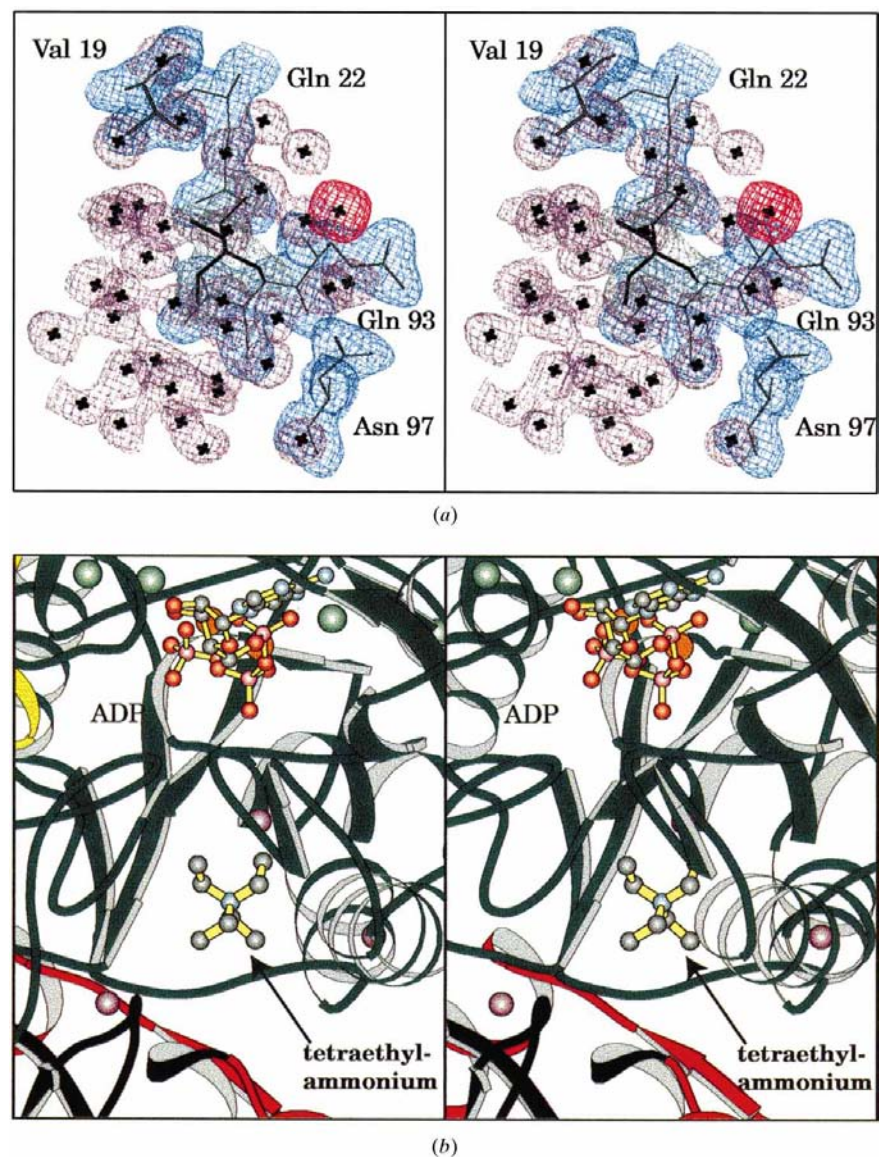 Val 19
Gln 22
Gln 93
Asn 97
Val 19
Gln 22
Gln 93
Asn 97
(a)
ADP
tetraethyl-
ammonium
ADP
tetraethyl-
ammonium
(b)